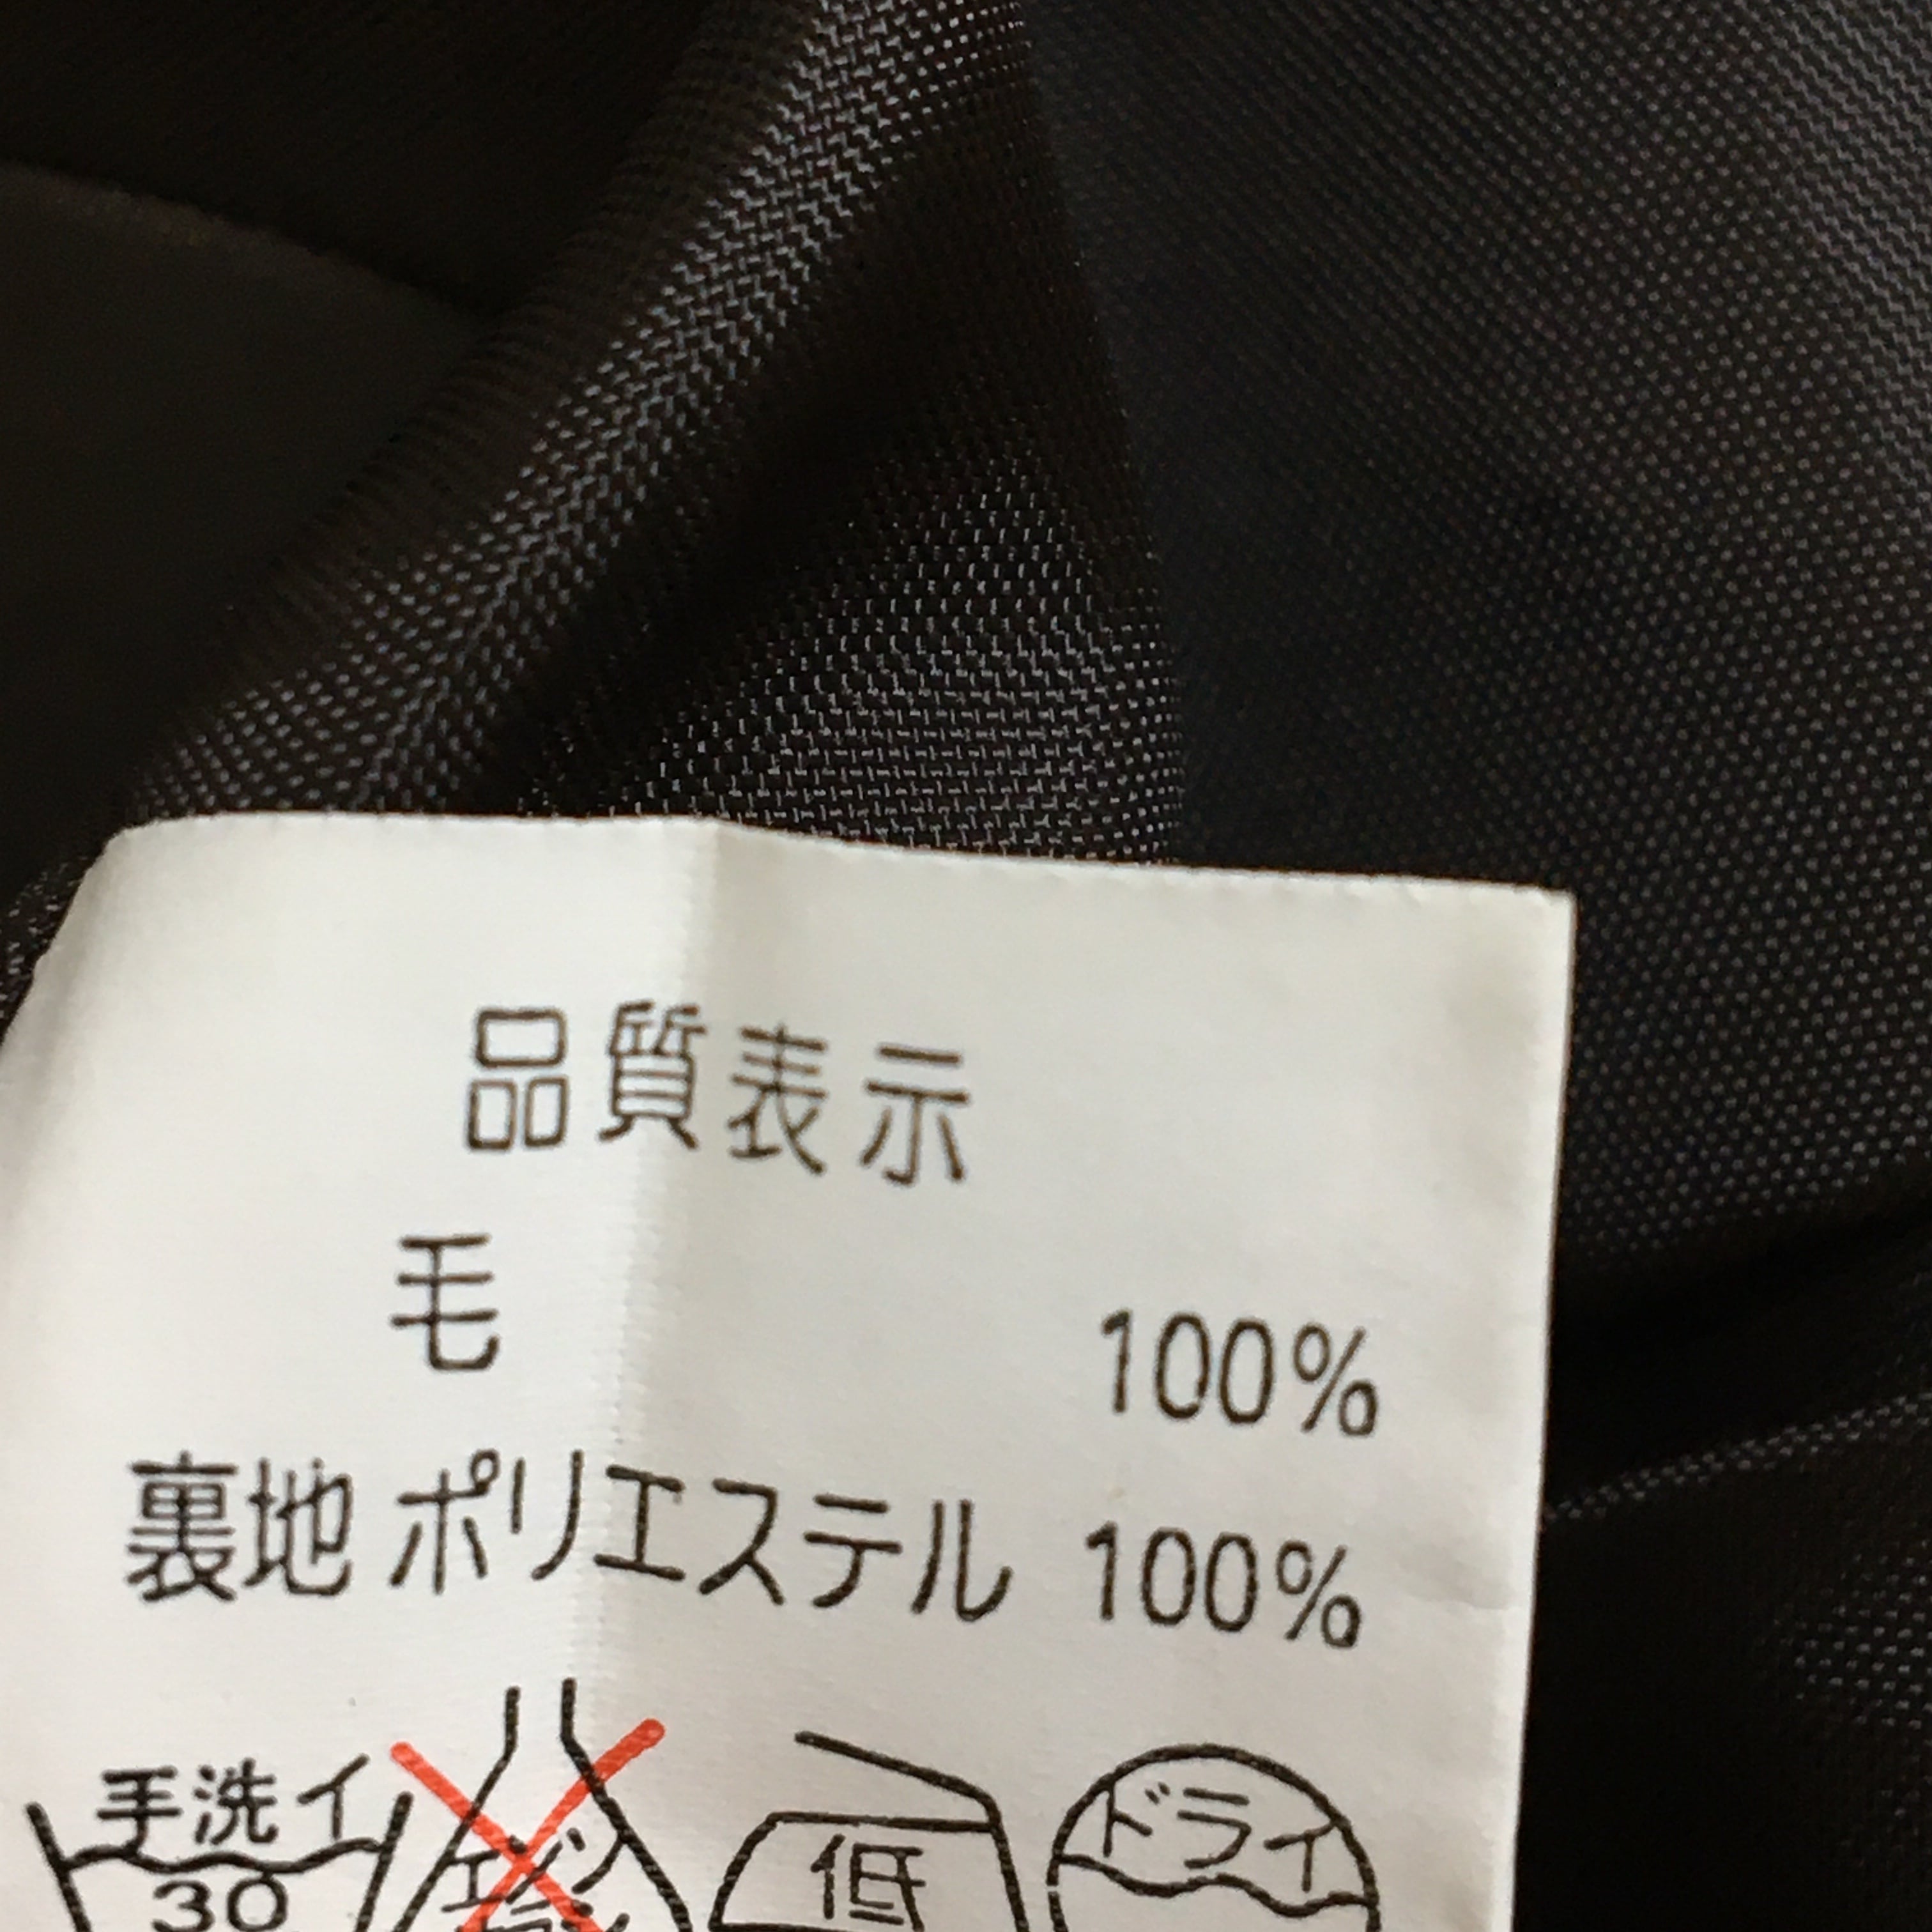 品質表示
毛 100%
裏地 ポリエステル 100%
手洗イ
30
低
ドライ